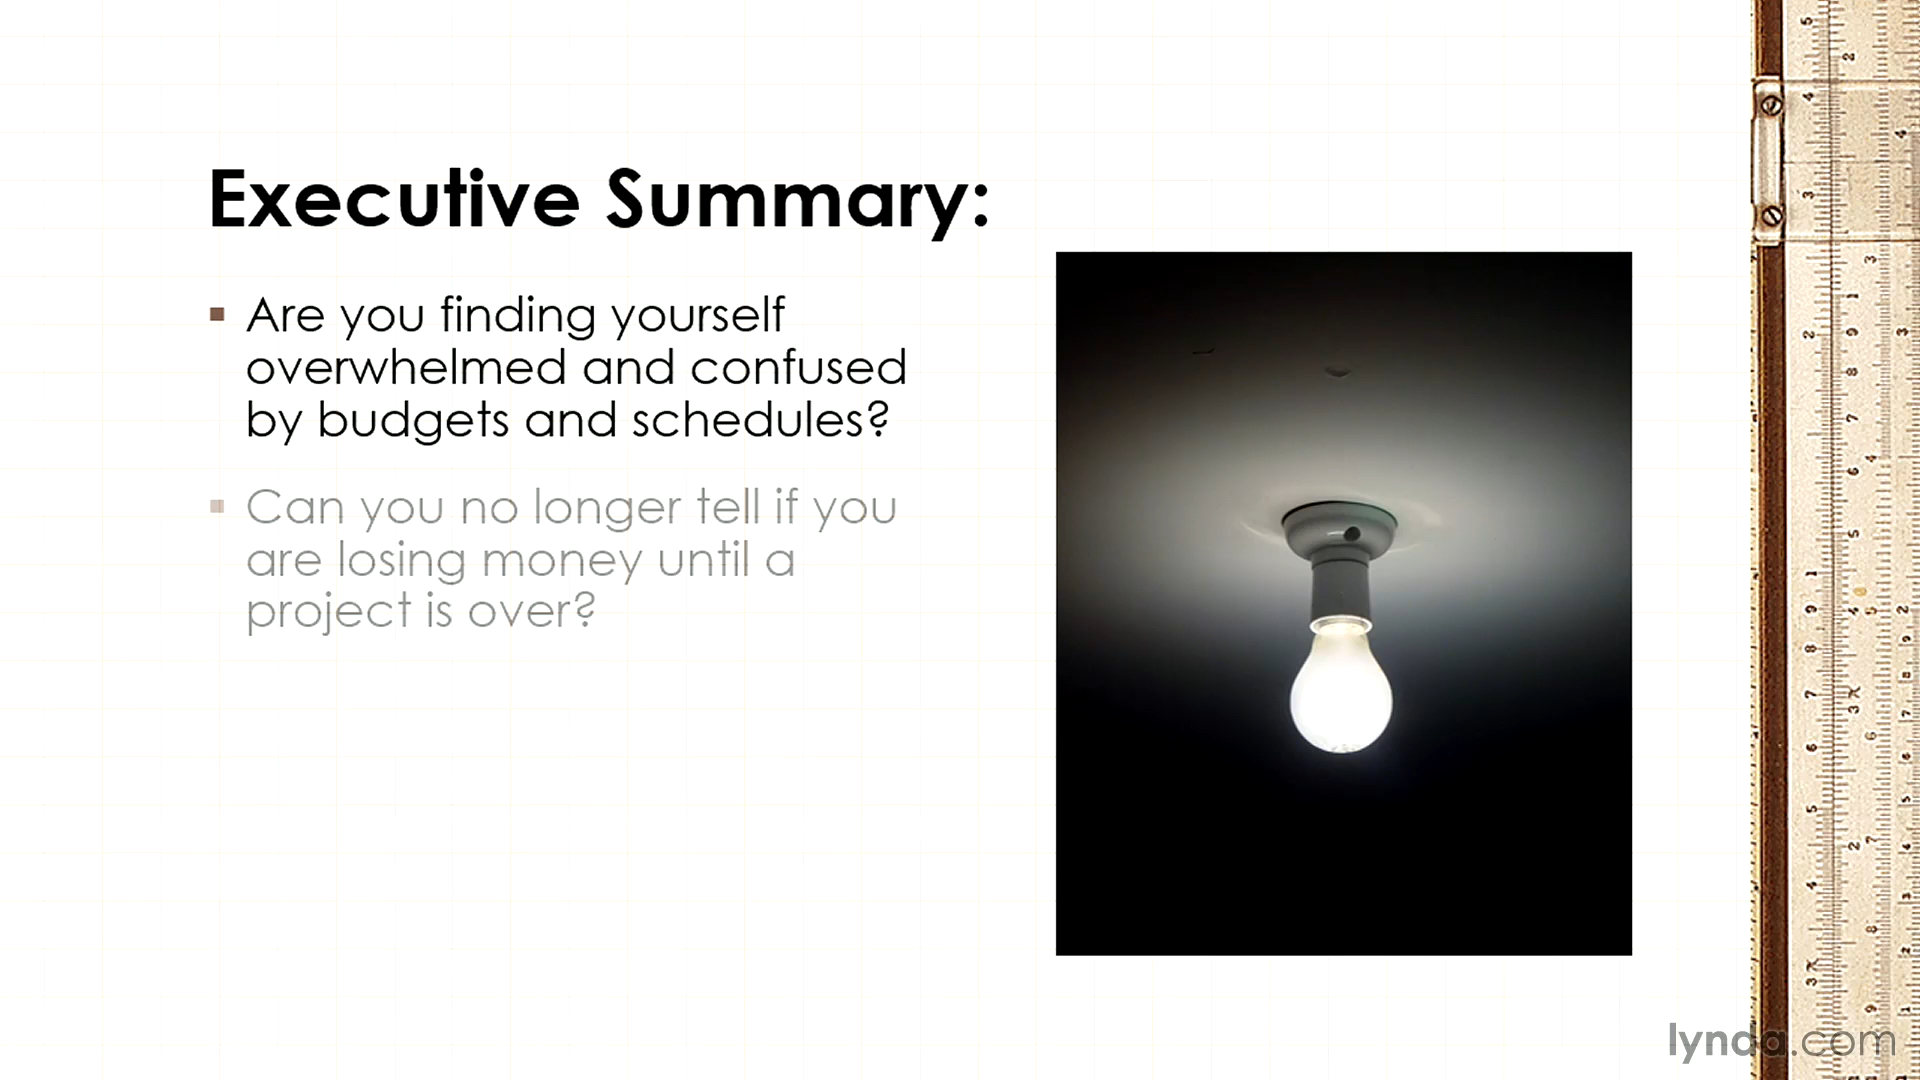 Executive Summary:
▪ Are you finding yourself
overwhelmed and confused
by budgets and schedules?
▪ Can you no longer tell if you
are losing money until a
project is over?
lynda.com